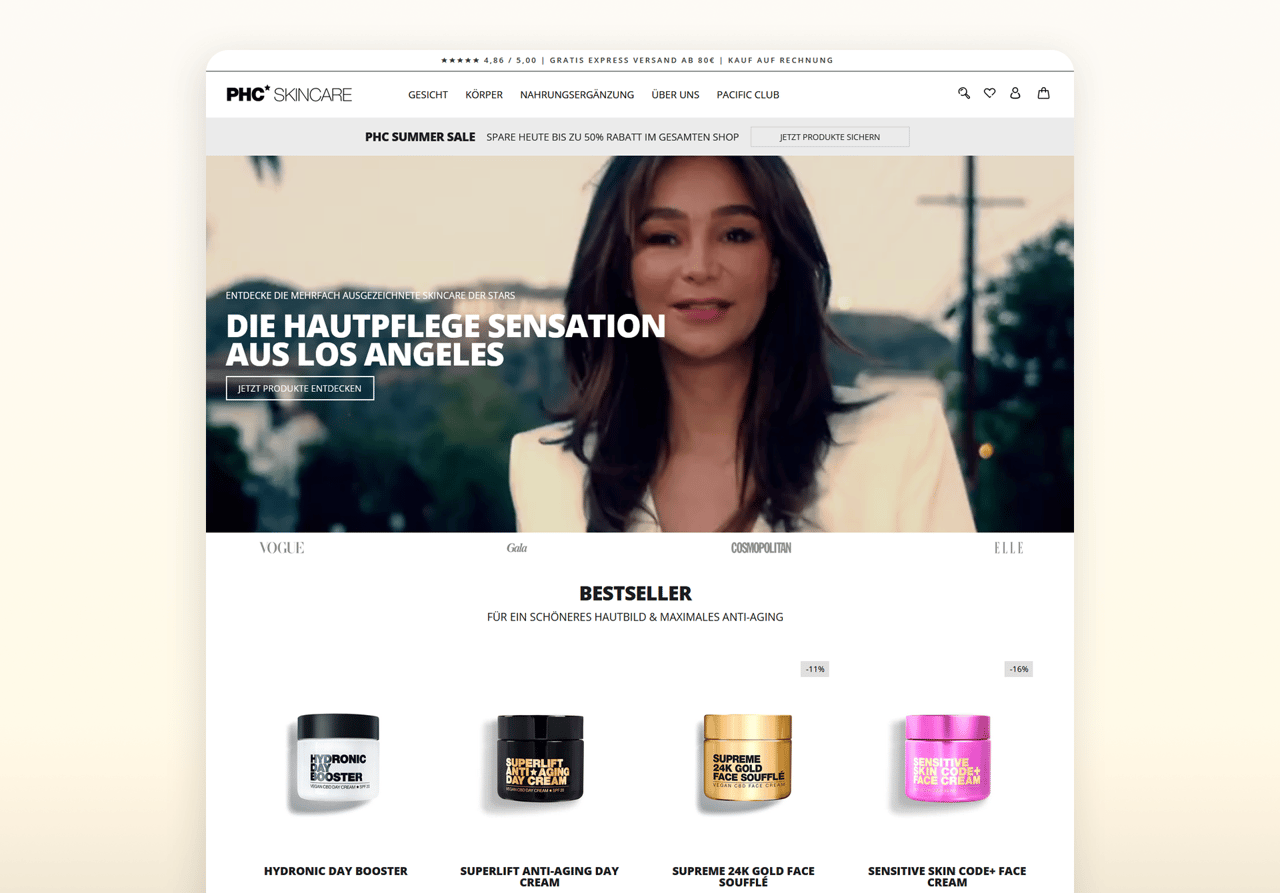 ★★★★★ 4,86 / 5,00 | GRATIS EXPRESS VERSAND AB 80€ | KAUF AUF RECHNUNG
PHC★ SKINCARE
GESICHT KÖRPER NAHRUNGSERGÄNZUNG ÜBER UNS PACIFIC CLUB
PHC SUMMER SALE SPARE HEUTE BIS ZU 50% RABATT IM GESAMTEN SHOP JETZT PRODUKTE SICHERN
ENTDECKE DIE MEHRFACH AUSGEZEICHNETE SKINCARE DER STARS
DIE HAUTPFLEGE SENSATION
AUS LOS ANGELES
JETZT PRODUKTE ENTDECKEN
VOGUE Gala COSMOPOLITAN ELLE
BESTSELLER
FÜR EIN SCHÖNERES HAUTBILD & MAXIMALES ANTI-AGING
-11%
-16%
HYDRONIC
DAY
BOOSTER
VEGAN CBD DAY CREAM ★ SPF 25
SUPERLIFT
ANTI★AGING
DAY CREAM
VEGAN CBD DAY CREAM ★ SPF 25
SUPREME
24K GOLD
FACE SOUFFLÉ
VEGAN CBD FACE CREAM
SENSITIVE
SKIN CODE+
FACE CREAM
HYDRONIC DAY BOOSTER
SUPERLIFT ANTI-AGING DAY
CREAM
SUPREME 24K GOLD FACE
SOUFFLÉ
SENSITIVE SKIN CODE+ FACE
CREAM